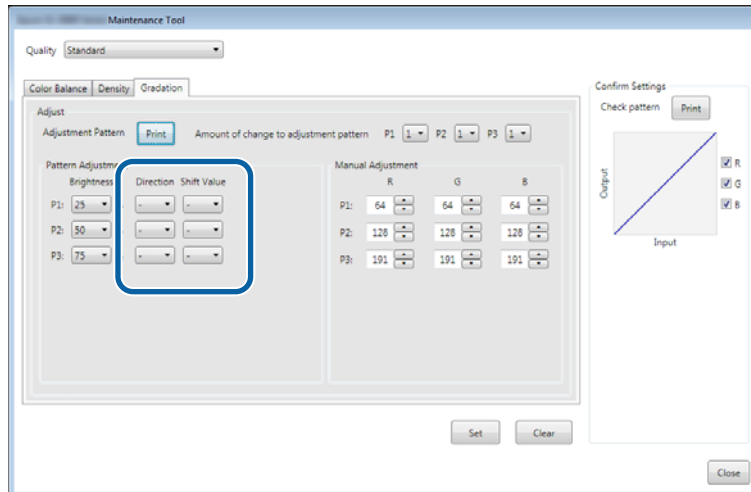 Maintenance Tool
Quality Standard
Color Balance Density Gradation
Adjust
Adjustment Pattern Print Amount of change to adjustment pattern P1 1 P2 1 P3 1
Pattern Adjustment
Brightness Direction Shift Value
P1: 25 - -
P2: 50 - -
P3: 75 - -
Manual Adjustment
R G B
P1: 64 64 64
P2: 128 128 128
P3: 191 191 191
Set Clear
Confirm Settings
Check pattern Print
Output
Input
R
G
B
Close